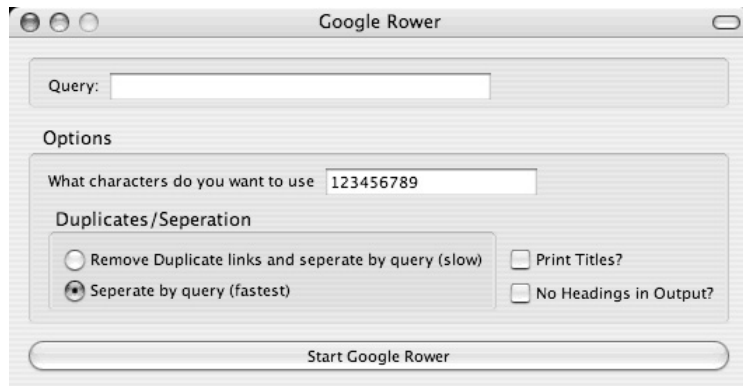 Google Rower
Query:
Options
What characters do you want to use 123456789
Duplicates/Seperation
Remove Duplicate links and seperate by query (slow)
Print Titles?
Seperate by query (fastest)
No Headings in Output?
Start Google Rower